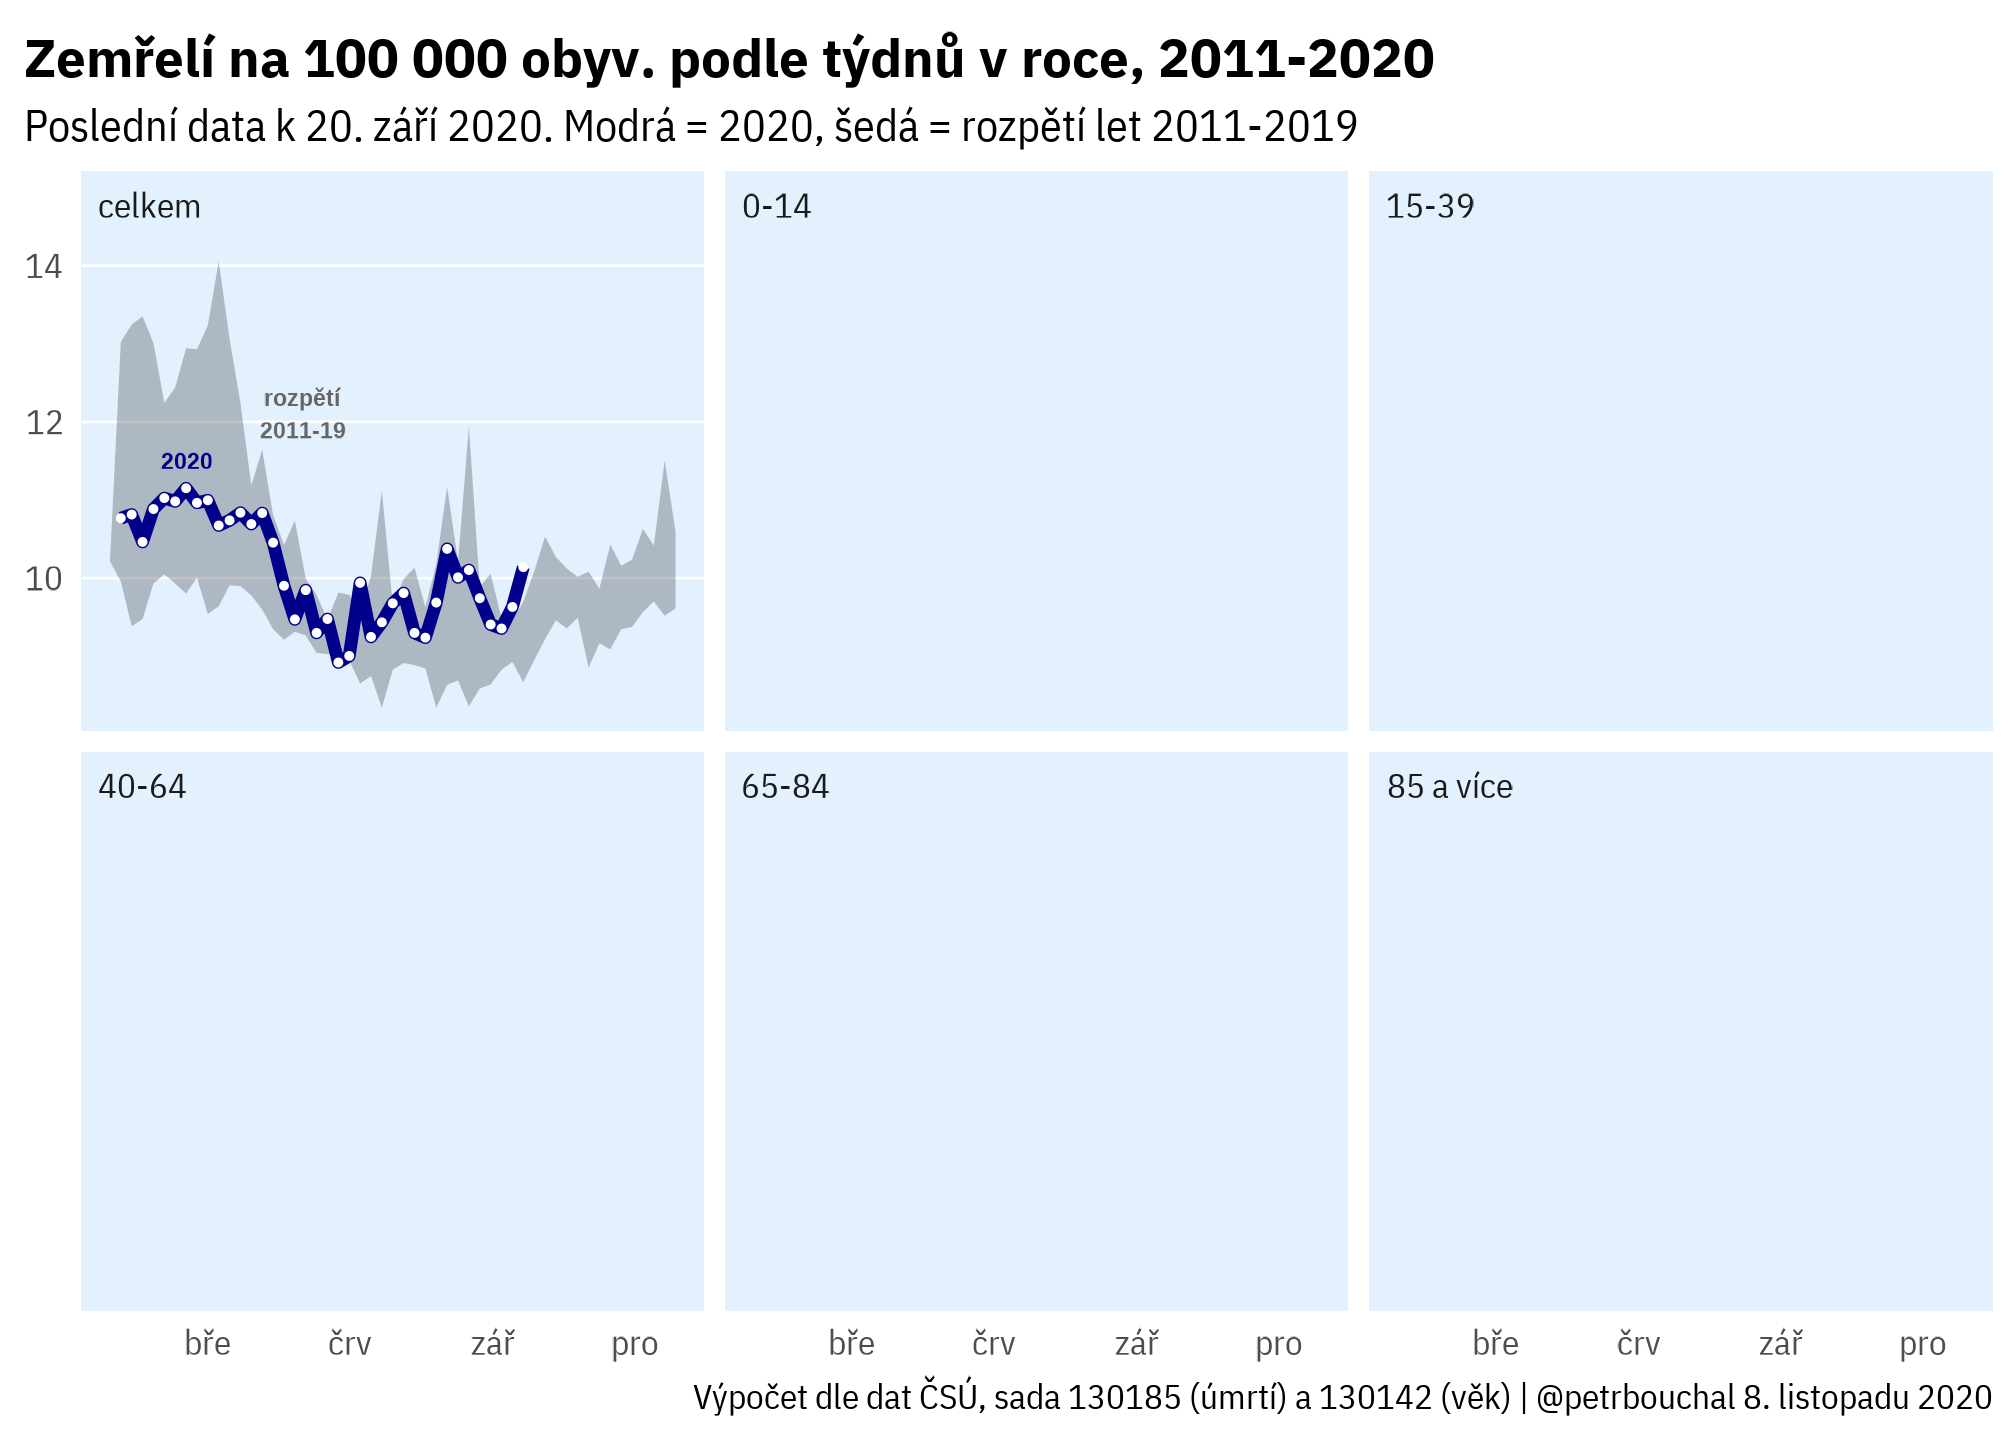 Zemřelí na 100 000 obyv. podle týdnů v roce, 2011-2020
Poslední data k 20. září 2020. Modrá = 2020, šedá = rozpětí let 2011-2019
celkem
0-14
15-39
14
12
10
rozpětí
2011-19
2020
40-64
65-84
85 a více
bře
črv
zář
pro
bře
črv
zář
pro
bře
črv
zář
pro
Výpočet dle dat ČSÚ, sada 130185 (úmrtí) a 130142 (věk) | @petrbouchal 8. listopadu 2020